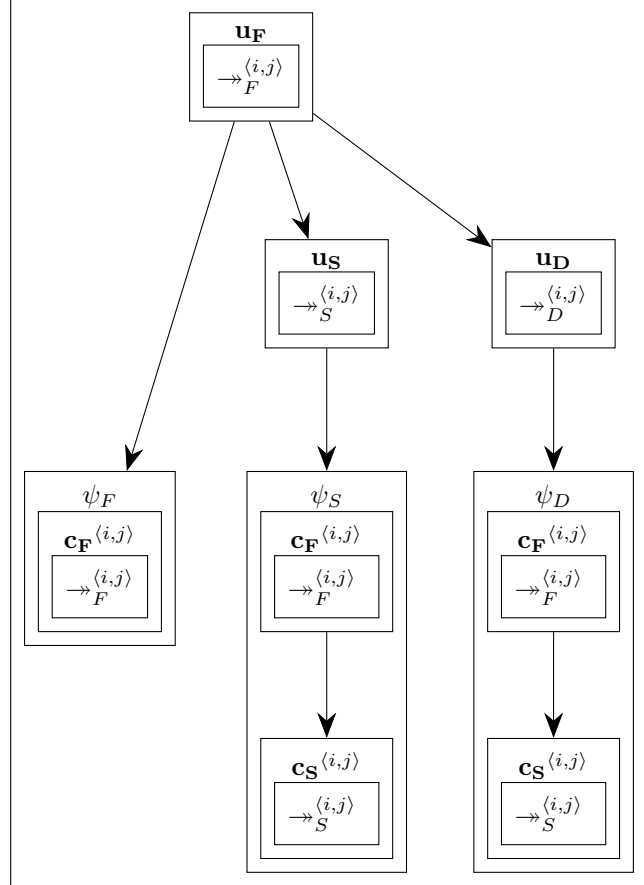 u_F
↠_F^⟨i,j⟩
u_S
↠_S^⟨i,j⟩
u_D
↠_D^⟨i,j⟩
ψ_F
c_F^⟨i,j⟩
↠_F^⟨i,j⟩
ψ_S
c_F^⟨i,j⟩
↠_F^⟨i,j⟩
c_S^⟨i,j⟩
↠_S^⟨i,j⟩
ψ_D
c_F^⟨i,j⟩
↠_F^⟨i,j⟩
c_S^⟨i,j⟩
↠_S^⟨i,j⟩